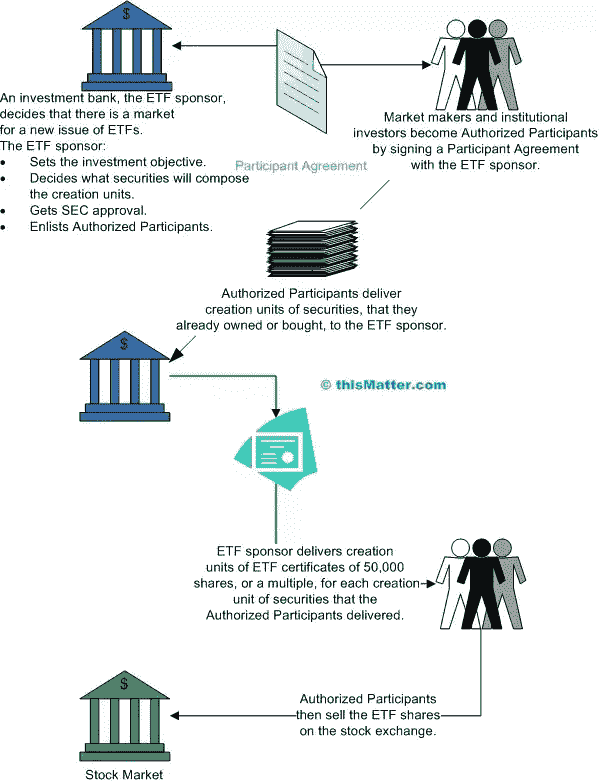 $
An investment bank, the ETF sponsor,
decides that there is a market
for a new issue of ETFs.
The ETF sponsor:
• Sets the investment objective.
• Decides what securities will compose
the creation units.
• Gets SEC approval.
• Enlists Authorized Participants.
Participant Agreement
Market makers and institutional
investors become Authorized Participants
by signing a Participant Agreement
with the ETF sponsor.
Authorized Participants deliver
creation units of securities, that they
already owned or bought, to the ETF sponsor.
$
© thisMatter.com
ETF sponsor delivers creation
units of ETF certificates of 50,000
shares, or a multiple, for each creation
unit of securities that the
Authorized Participants delivered.
Authorized Participants
then sell the ETF shares
on the stock exchange.
$
Stock Market